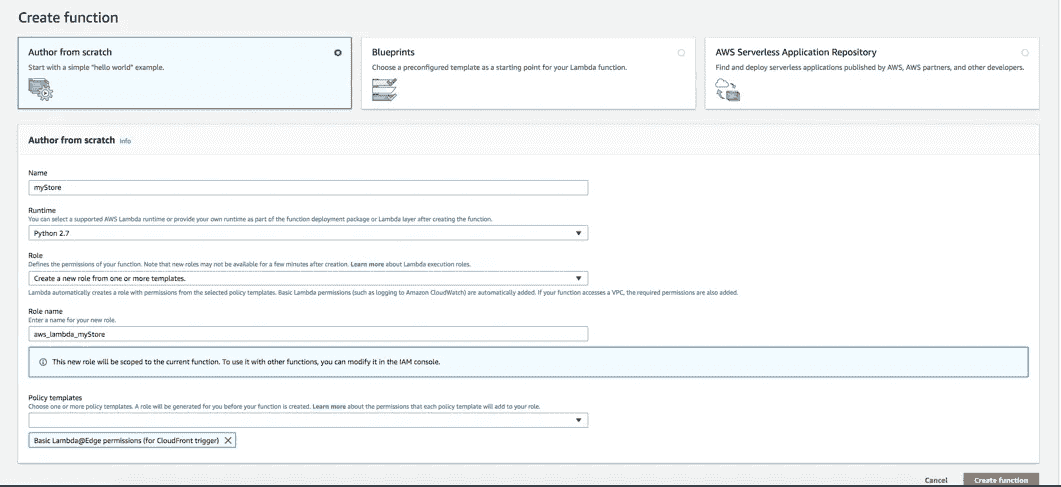 Create function
Author from scratch
Start with a simple "hello world" example.
Blueprints
Choose a preconfigured template as a starting point for your Lambda function.
AWS Serverless Application Repository
Find and deploy serverless applications published by AWS, AWS partners, and other developers.
Author from scratch Info
Name
myStore
Runtime
You can select a supported AWS Lambda runtime or provide your own runtime as part of the function deployment package or Lambda layer after creating the function.
Python 2.7
Role
Defines the permissions of your function. Note that new roles may not be available for a few minutes after creation. Learn more about Lambda execution roles.
Create a new role from one or more templates.
Lambda automatically creates a role with permissions from the selected policy templates. Basic Lambda permissions (such as logging to Amazon CloudWatch) are automatically added. If your function accesses a VPC, the required permissions are also added.
Role name
Enter a name for your new role.
aws_lambda_myStore
This new role will be scoped to the current function. To use it with other functions, you can modify it in the IAM console.
Policy templates
Choose one or more policy templates. A role will be generated for you before your function is created. Learn more about the permissions that each policy template will add to your role.
Basic Lambda@Edge permissions (for CloudFront trigger)
Cancel
Create function